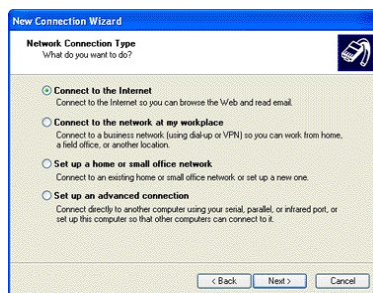 New Connection Wizard
Network Connection Type
What do you want to do?
Connect to the Internet
Connect to the Internet so you can browse the Web and read email.
Connect to the network at my workplace
Connect to a business network (using dial-up or VPN) so you can work from home,
a field office, or another location.
Set up a home or small office network
Connect to an existing home or small office network or set up a new one.
Set up an advanced connection
Connect directly to another computer using your serial, parallel, or infrared port, or
set up this computer so that other computers can connect to it.
< Back Next > Cancel